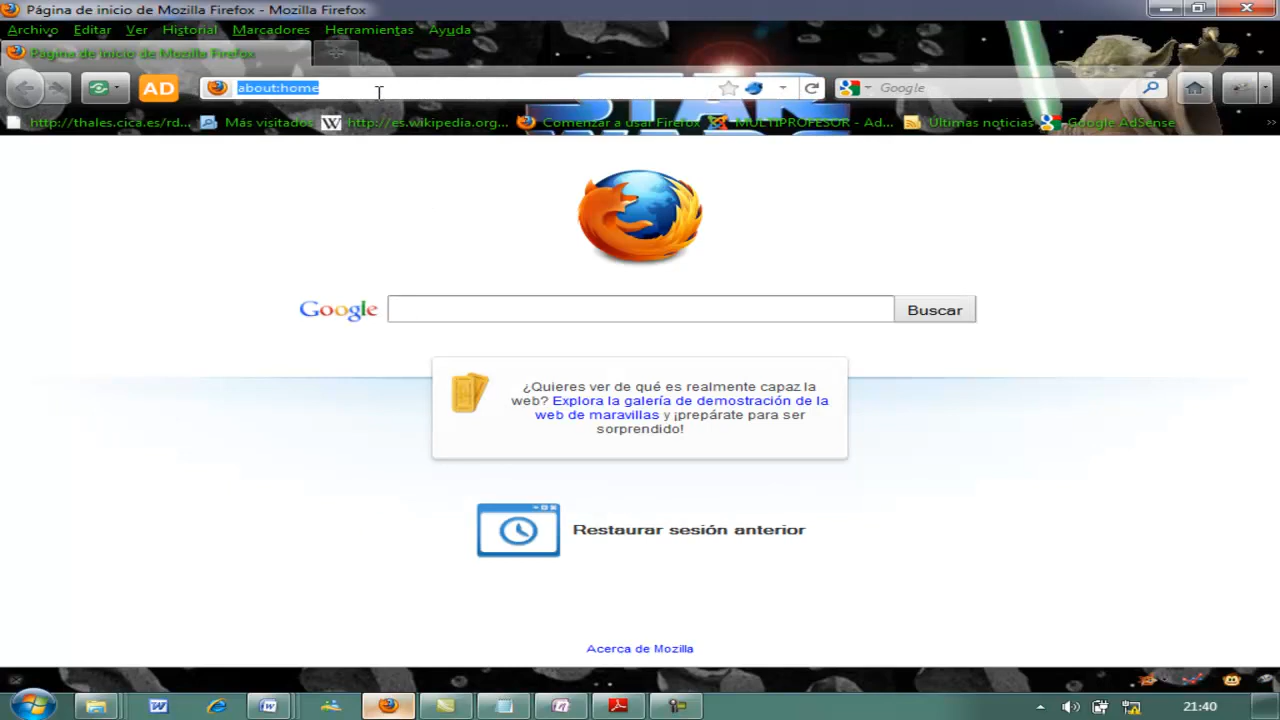 Página de inicio de Mozilla Firefox - Mozilla Firefox
Archivo Editar Ver Historial Marcadores Herramientas Ayuda
Página de inicio de Mozilla Firefox
AD about:home Google
STAR
http://thales.cica.es/rd... Más visitados W http://es.wikipedia.org... Comenzar a usar Firefox MULTIPROFESOR - Ad... Últimas noticias Google AdSense »
Google Buscar
¿Quieres ver de qué es realmente capaz la
web? Explora la galería de demostración de la
web de maravillas y ¡prepárate para ser
sorprendido!
Restaurar sesión anterior
Acerca de Mozilla
21:40